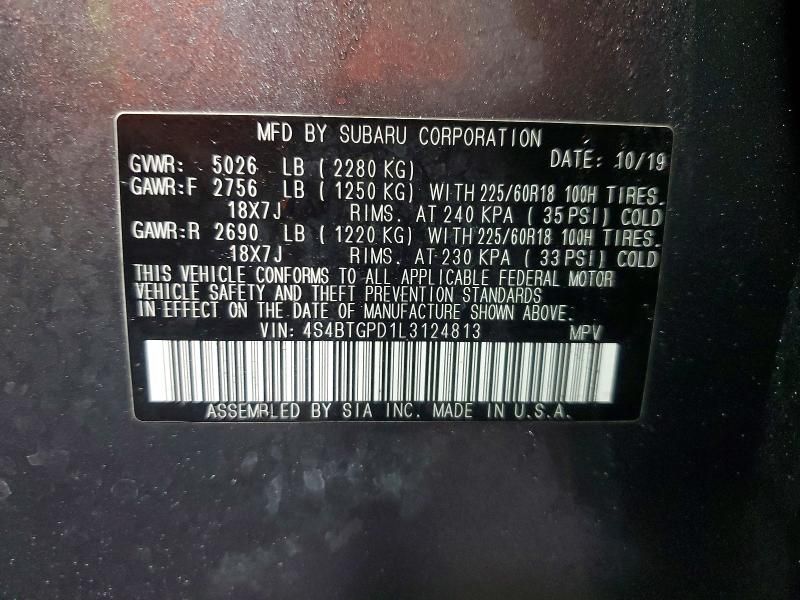 MFD BY SUBARU CORPORATION
DATE: 10/19
GVWR: 5026 LB ( 2280 KG)
GAWR:F 2756 LB ( 1250 KG) WITH 225/60R18 100H TIRES.
18X7J RIMS. AT 240 KPA ( 35 PSI) COLD
GAWR:R 2690 LB ( 1220 KG) WITH 225/60R18 100H TIRES.
18X7J RIMS. AT 230 KPA ( 33 PSI) COLD
THIS VEHICLE CONFORMS TO ALL APPLICABLE FEDERAL MOTOR
VEHICLE SAFETY AND THEFT PREVENTION STANDARDS
IN EFFECT ON THE DATE OF MANUFACTURE SHOWN ABOVE.
VIN: 4S4BTGPD1L3124813 MPV
ASSEMBLED BY SIA INC. MADE IN U.S.A.